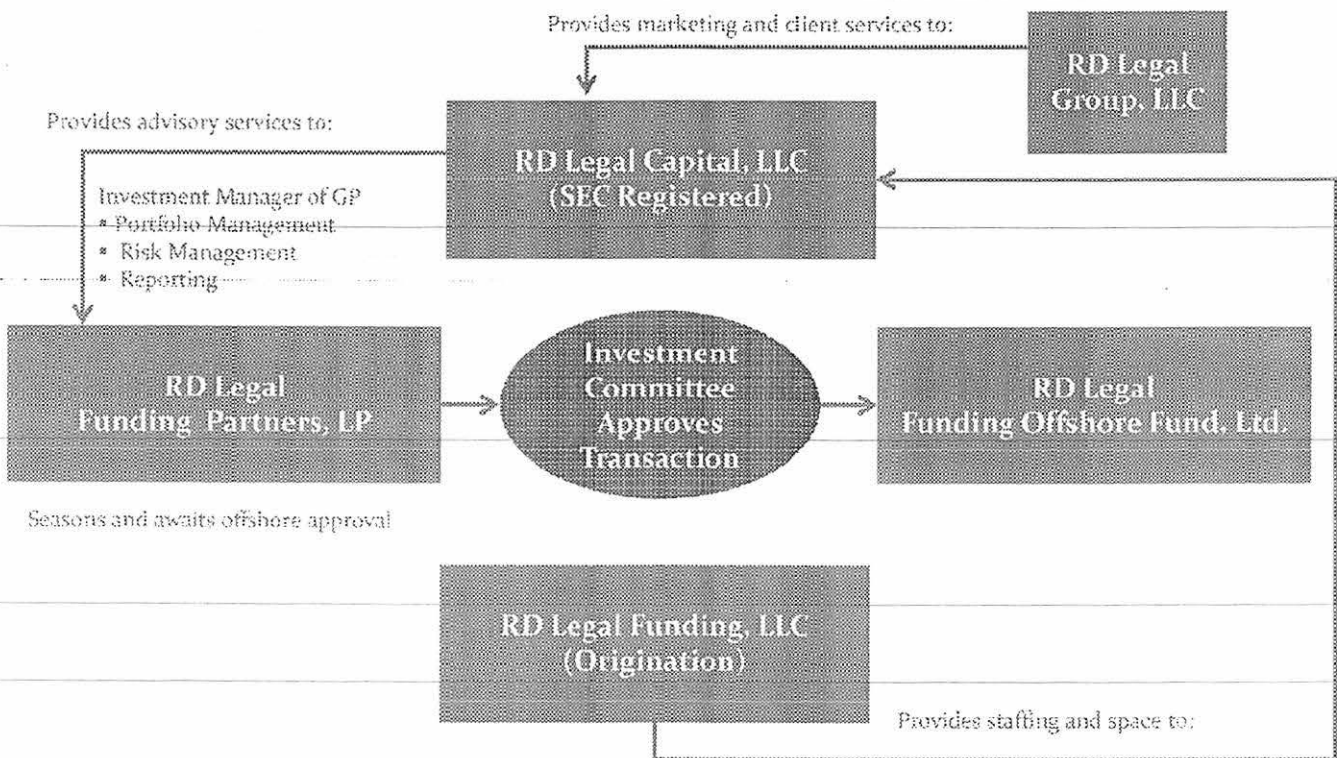 Provides marketing and client services to:
RD Legal
Group, LLC
Provides advisory services to:
RD Legal Capital, LLC
(SEC Registered)
Investment Manager of GP
▪ Portfolio Management
▪ Risk Management
▪ Reporting
RD Legal
Funding Partners, LP
Investment
Committee
Approves
Transaction
RD Legal
Funding Offshore Fund, Ltd.
Seasons and awaits offshore approval
RD Legal Funding, LLC
(Origination)
Provides staffing and space to: